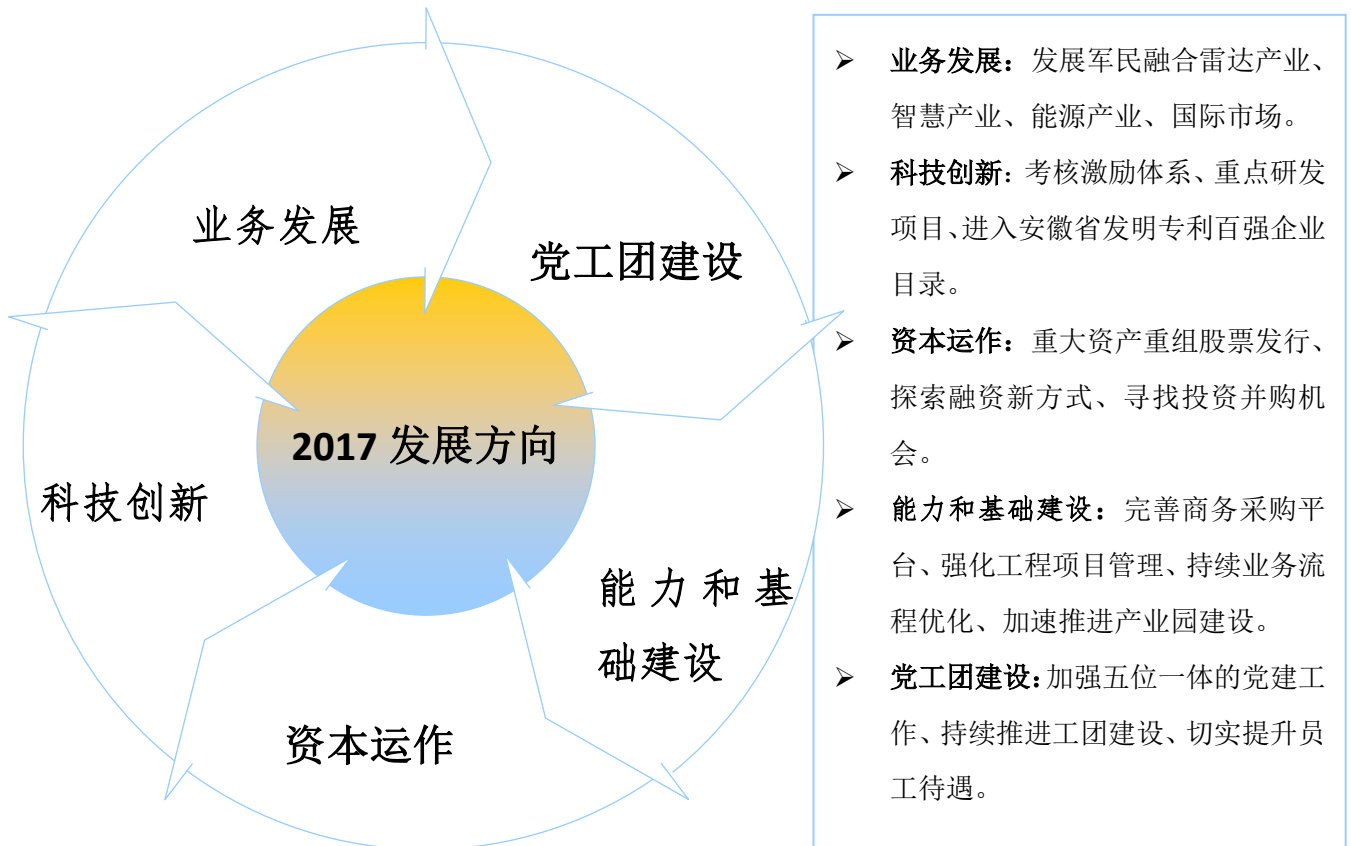 业务发展
党工团建设
2017 发展方向
科技创新
能力和基
础建设
资本运作
➢ 业务发展：发展军民融合雷达产业、
智慧产业、能源产业、国际市场。
➢ 科技创新：考核激励体系、重点研发
项目、进入安徽省发明专利百强企业
目录。
➢ 资本运作：重大资产重组股票发行、
探索融资新方式、寻找投资并购机
会。
➢ 能力和基础建设：完善商务采购平
台、强化工程项目管理、持续业务流
程优化、加速推进产业园建设。
➢ 党工团建设：加强五位一体的党建工
作、持续推进工团建设、切实提升员
工待遇。